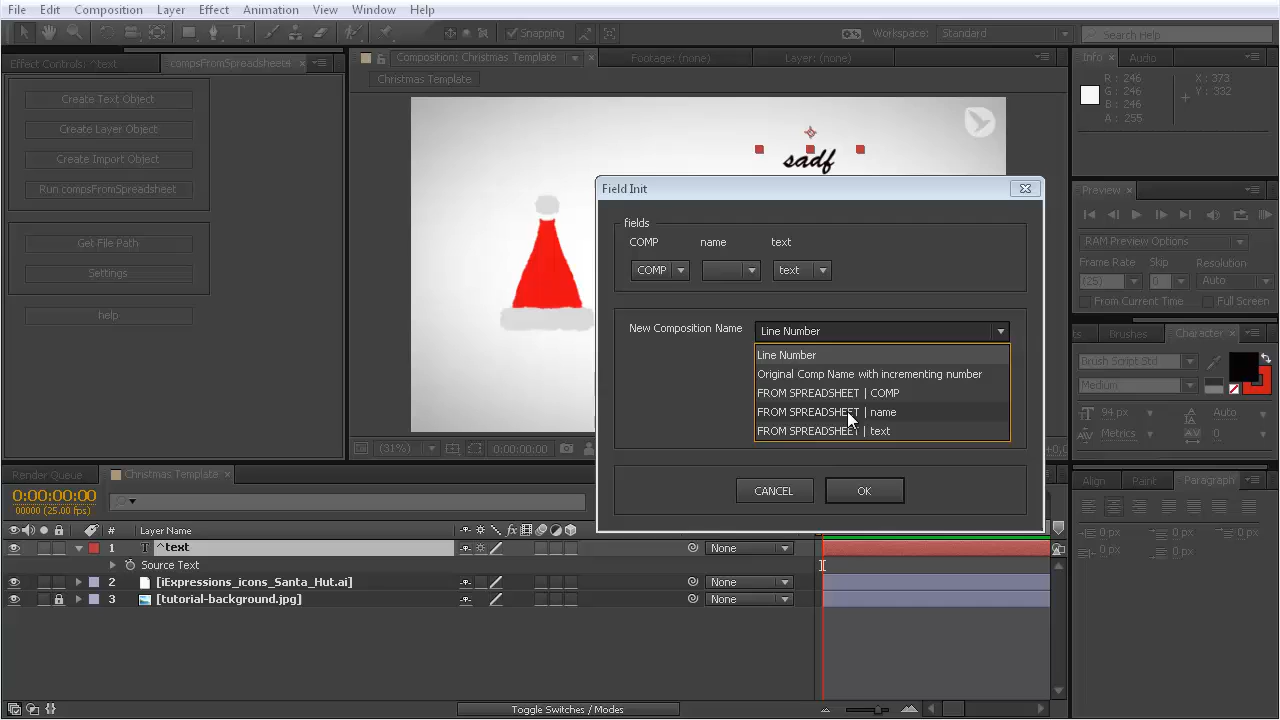 File Edit Composition Layer Effect Animation View Window Help
Snapping Workspace: Standard Search Help
Effect Controls: ^text compsFromSpreadsheet4
Composition: Christmas Template Footage: (none) Layer: (none)
Info Audio
Christmas Template
Create Text Object
Create Layer Object
Create Import Object
Run compsFromSpreadsheet
Get File Path
Settings
help
R : 246
G : 246
B : 246
A : 255
X : 373
Y : 332
sadf
Field Init
fields
COMP name text
COMP text
New Composition Name Line Number
Line Number
Original Comp Name with incrementing number
FROM SPREADSHEET | COMP
FROM SPREADSHEET | name
FROM SPREADSHEET | text
CANCEL OK
Preview
RAM Preview Options
Frame Rate Skip Resolution
(25) 0 Auto
From Current Time Full Screen
Brushes Character
Brush Script Std
Medium
94 px Auto
Metrics 0
(31%) 0:00:00:00
Render Queue Christmas Template
Align Paint Paragraph
0 px 0 px
0 px 0 px
0:00:00:00
00000 (25.00 fps)
# Layer Name
1 T ^text None
Source Text
2 [iExpressions_icons_Santa_Hut.ai] None
3 [tutorial-background.jpg] None
Toggle Switches / Modes